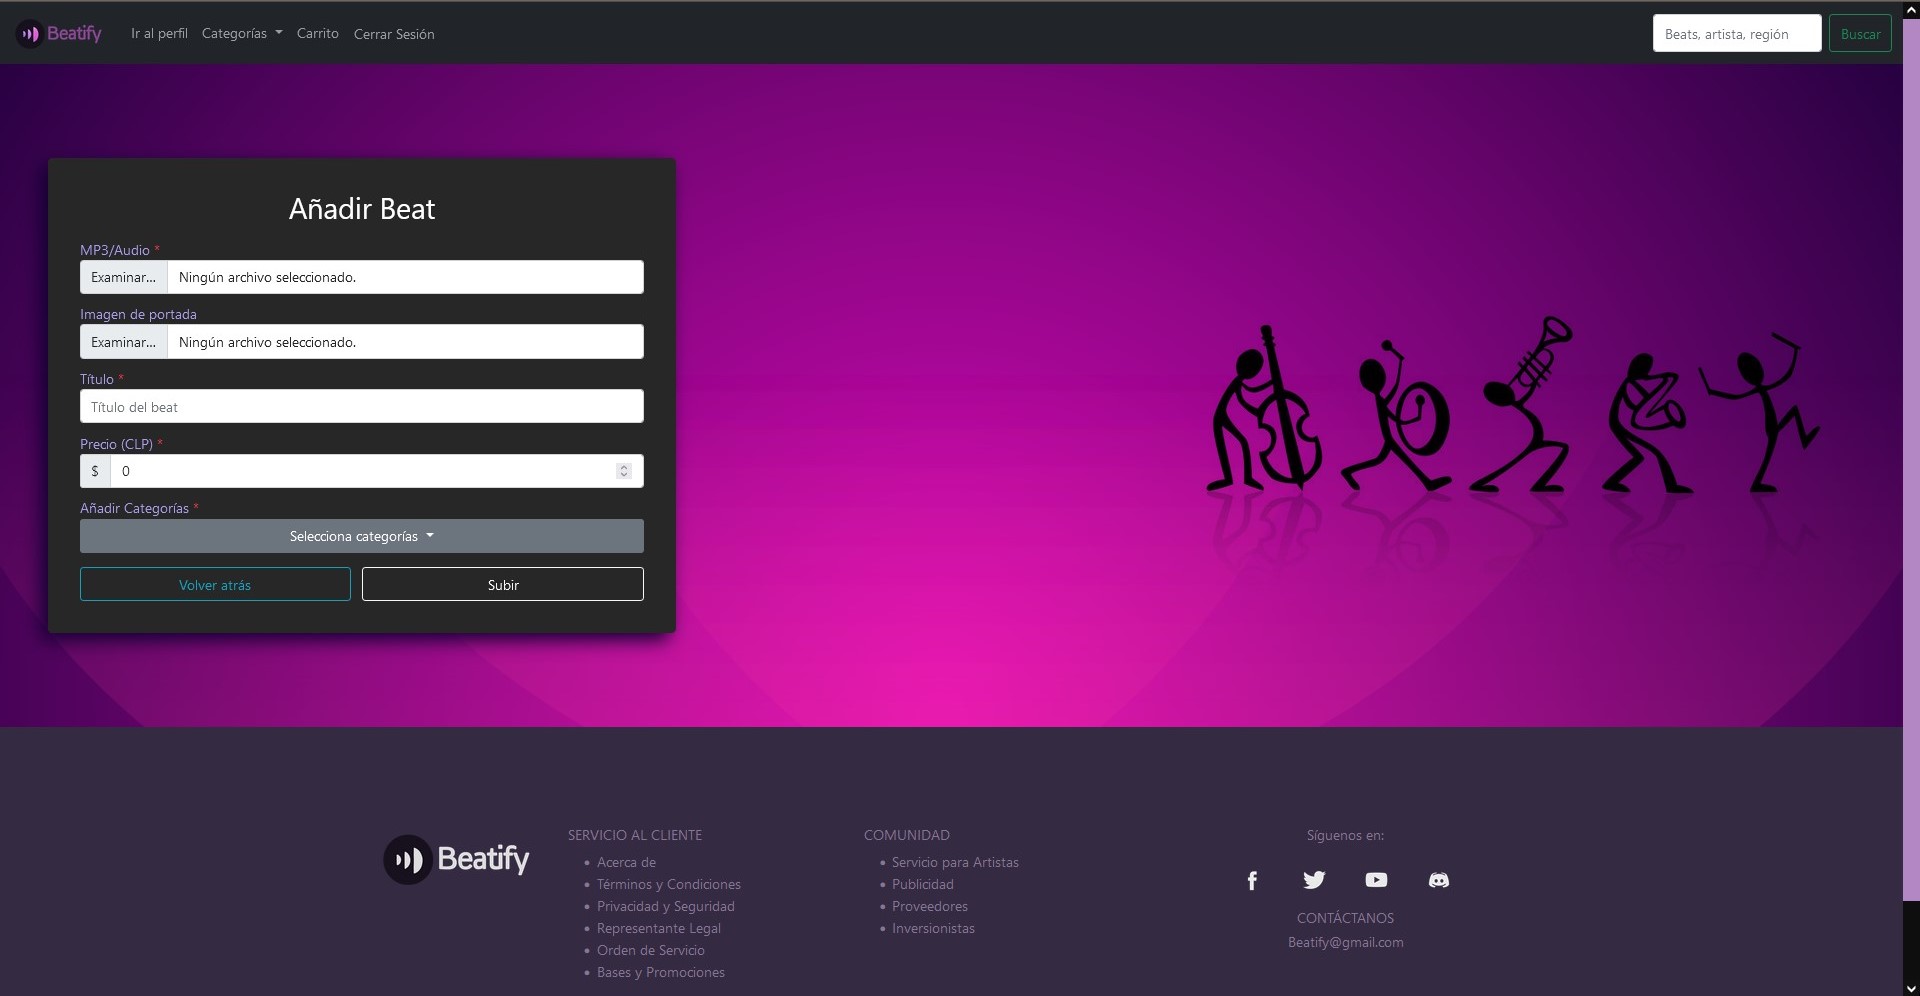 Beatify Ir al perfil Categorías Carrito Cerrar Sesión Beats, artista, región Buscar
Añadir Beat
MP3/Audio *
Examinar... Ningún archivo seleccionado.
Imagen de portada
Examinar... Ningún archivo seleccionado.
Título *
Título del beat
Precio (CLP) *
$ 0
Añadir Categorías *
Selecciona categorías
Volver atrás Subir
Beatify
SERVICIO AL CLIENTE
Acerca de
Términos y Condiciones
Privacidad y Seguridad
Representante Legal
Orden de Servicio
Bases y Promociones
COMUNIDAD
Servicio para Artistas
Publicidad
Proveedores
Inversionistas
Síguenos en:
CONTÁCTANOS
Beatify@gmail.com